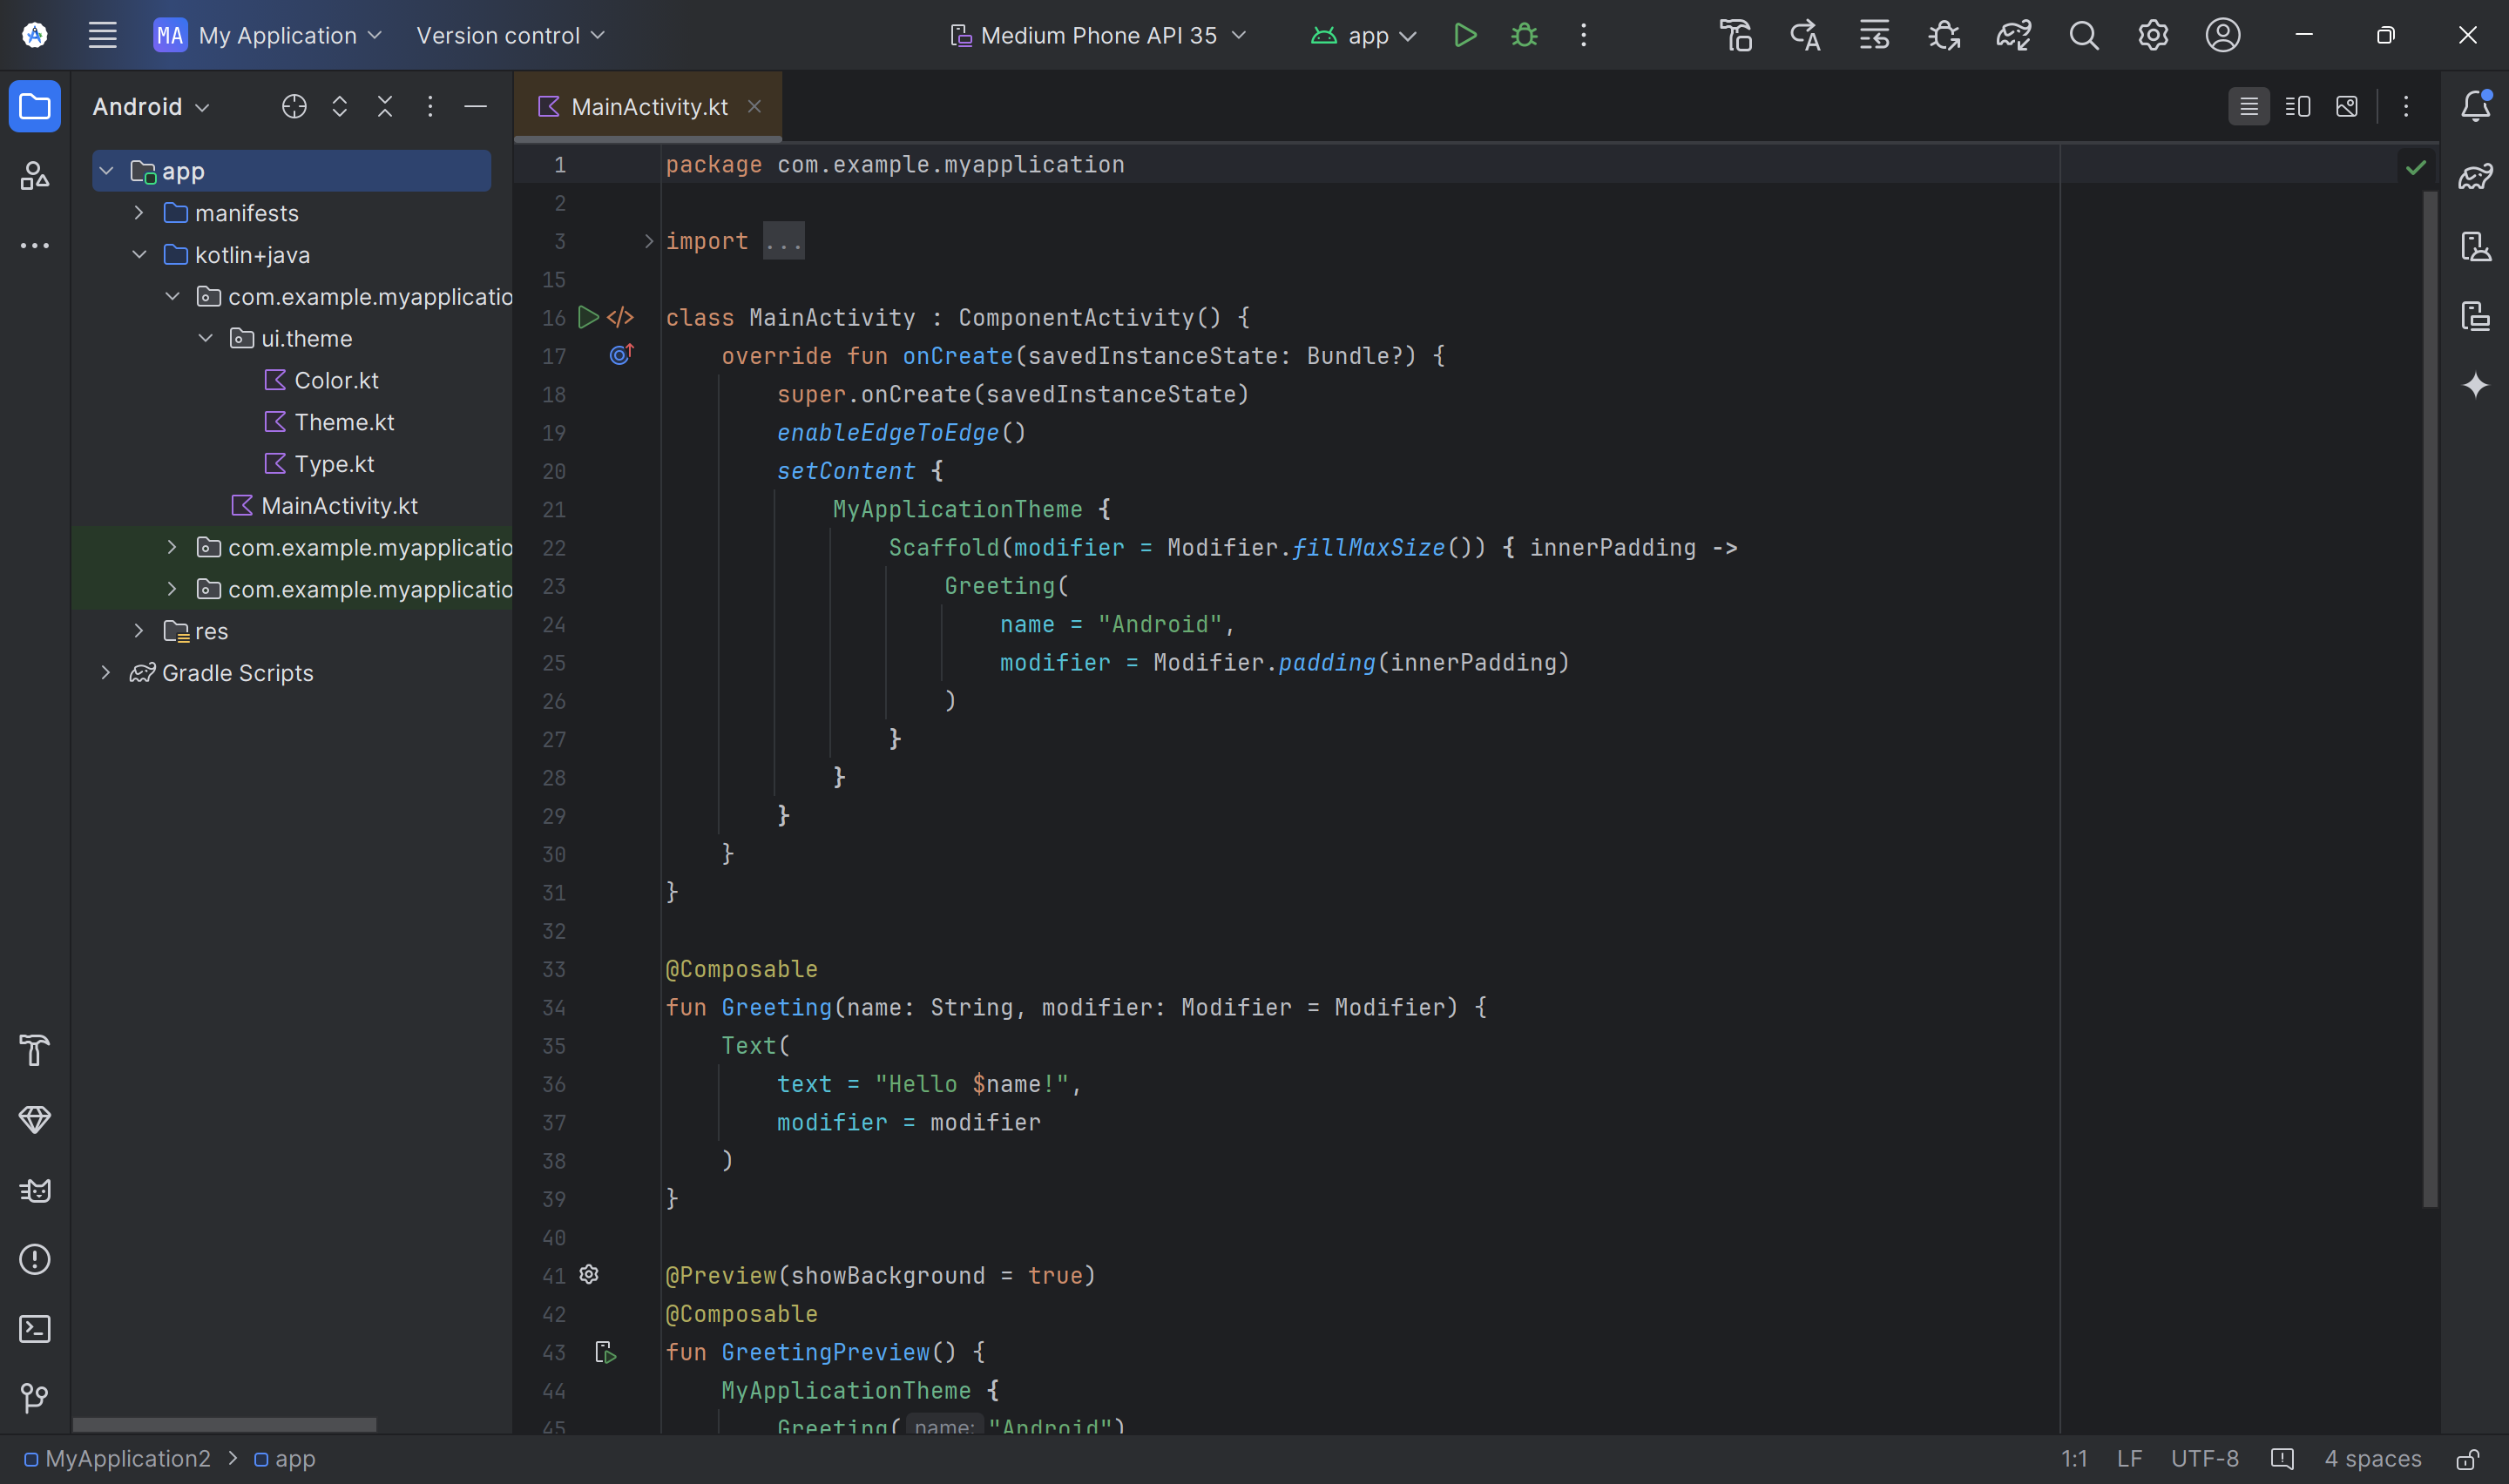 MA My Application Version control Medium Phone API 35 app
Android
MainActivity.kt
app
manifests
kotlin+java
com.example.myapplicatio
ui.theme
Color.kt
Theme.kt
Type.kt
MainActivity.kt
com.example.myapplicatio
com.example.myapplicatio
res
Gradle Scripts
1 package com.example.myapplication
2
3 import ...
15
16 class MainActivity : ComponentActivity() {
17 override fun onCreate(savedInstanceState: Bundle?) {
18 super.onCreate(savedInstanceState)
19 enableEdgeToEdge()
20 setContent {
21 MyApplicationTheme {
22 Scaffold(modifier = Modifier.fillMaxSize()) { innerPadding ->
23 Greeting(
24 name = "Android",
25 modifier = Modifier.padding(innerPadding)
26 )
27 }
28 }
29 }
30 }
31 }
32
33 @Composable
34 fun Greeting(name: String, modifier: Modifier = Modifier) {
35 Text(
36 text = "Hello $name!",
37 modifier = modifier
38 )
39 }
40
41 @Preview(showBackground = true)
42 @Composable
43 fun GreetingPreview() {
44 MyApplicationTheme {
45 Greeting( name: "Android")
MyApplication2 > app
1:1 LF UTF-8 4 spaces